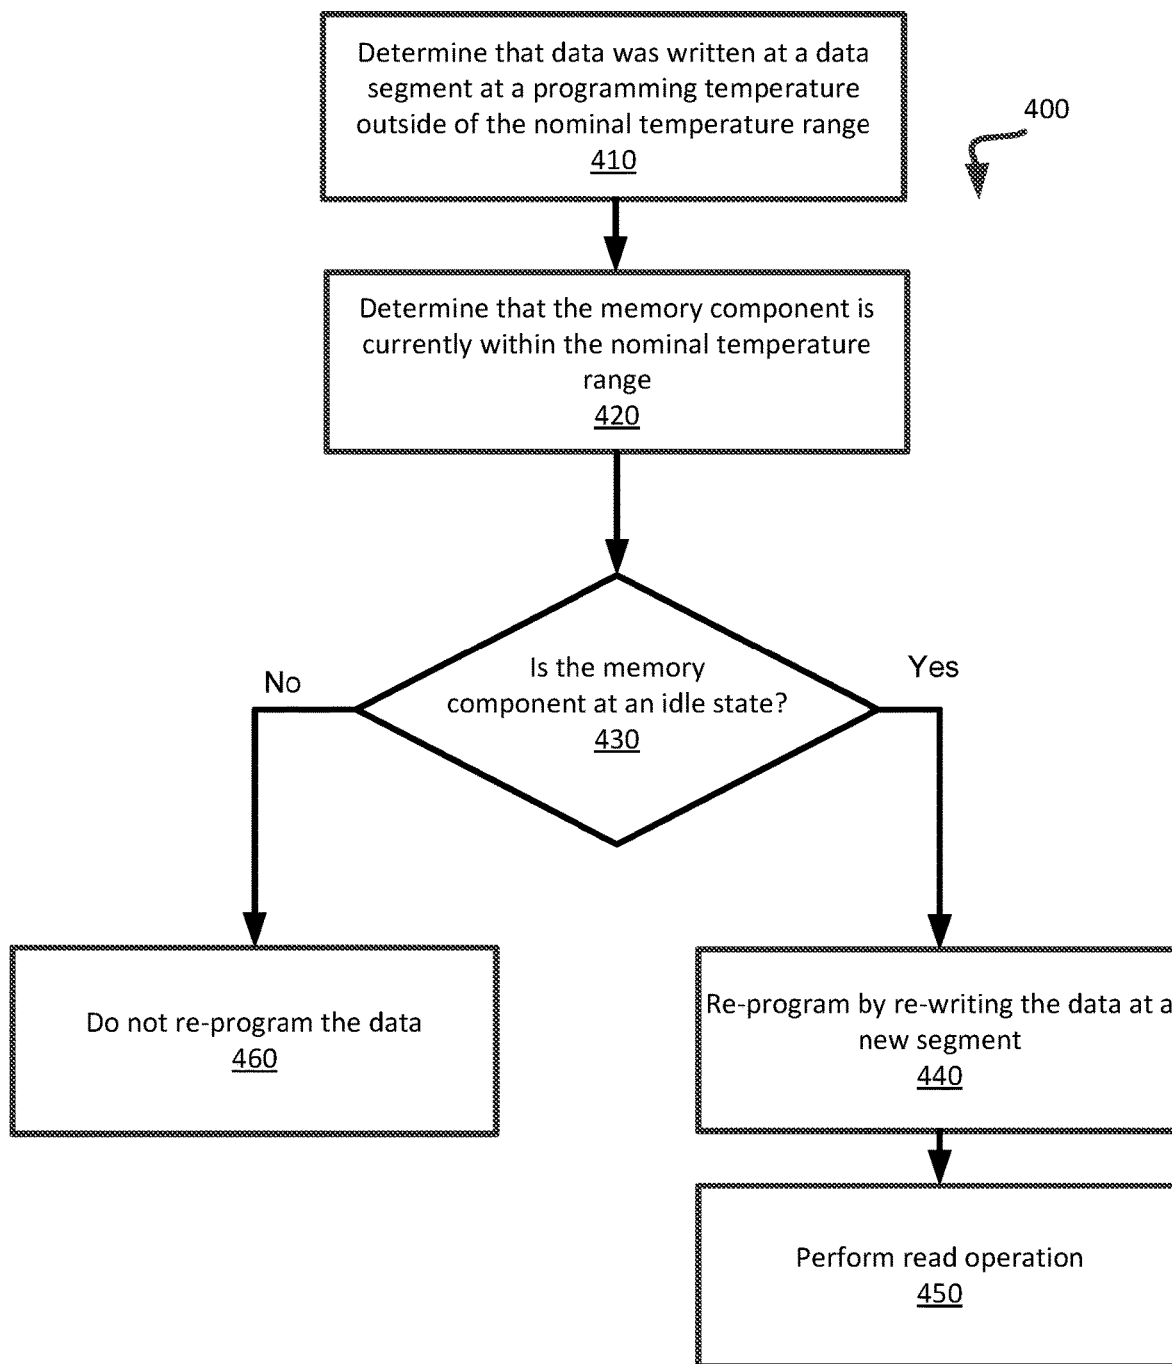 Determine that data was written at a data
segment at a programming temperature
outside of the nominal temperature range
410
400
Determine that the memory component is
currently within the nominal temperature
range
420
Is the memory
component at an idle state?
430
No
Yes
Do not re-program the data
460
Re-program by re-writing the data at a
new segment
440
Perform read operation
450